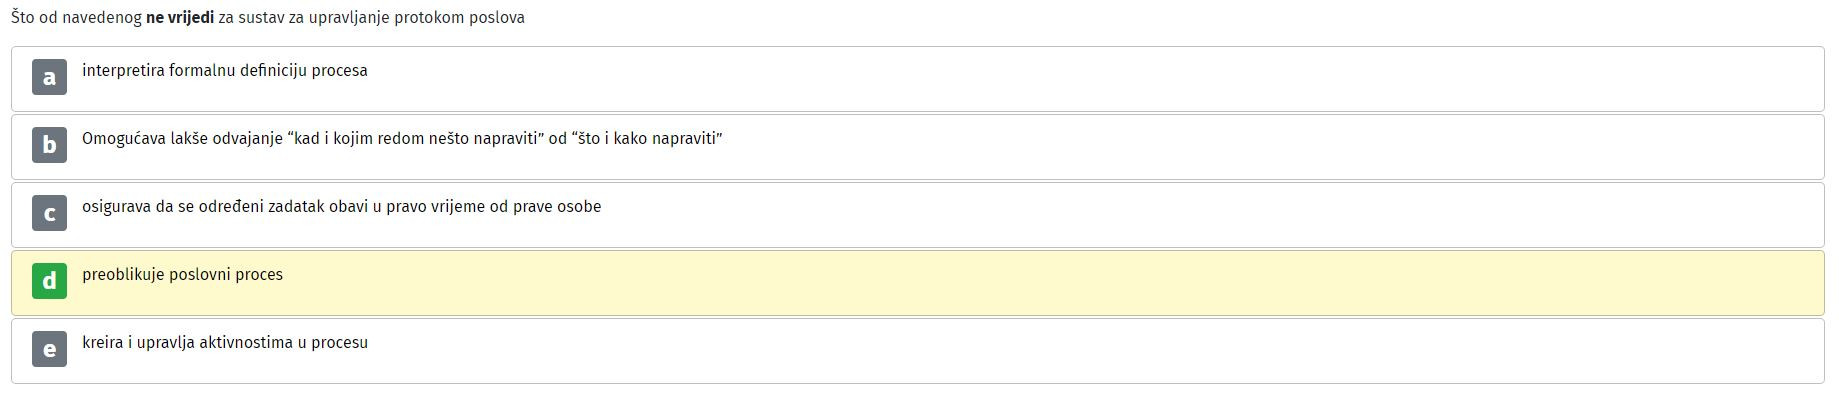 Što od navedenog ne vrijedi za sustav za upravljanje protokom poslova
a interpretira formalnu definiciju procesa
b Omogućava lakše odvajanje “kad i kojim redom nešto napraviti” od “što i kako napraviti”
c osigurava da se određeni zadatak obavi u pravo vrijeme od prave osobe
d preoblikuje poslovni proces
e kreira i upravlja aktivnostima u procesu